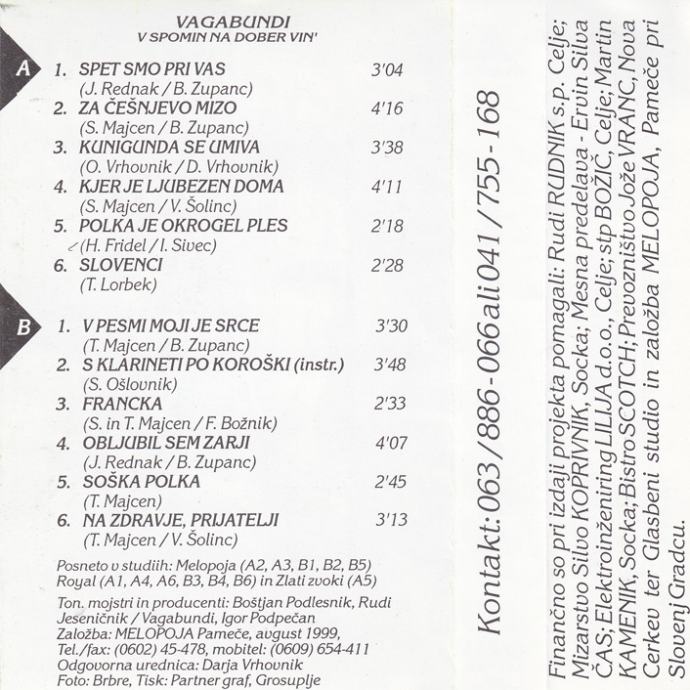 VAGABUNDI
V SPOMIN NA DOBER VIN'
A
1. SPET SMO PRI VAS 3'04
(J. Rednak / B. Zupanc)
2. ZA ČEŠNJEVO MIZO 4'16
(S. Majcen / B. Zupanc)
3. KUNIGUNDA SE UMIVA 3'38
(O. Vrhovnik / D. Vrhovnik)
4. KJER JE LJUBEZEN DOMA 4'11
(S. Majcen / V. Šolinc)
5. POLKA JE OKROGEL PLES 2'18
(H. Fridel / I. Sivec)
6. SLOVENCI 2'28
(T. Lorbek)
B
1. V PESMI MOJI JE SRCE 3'30
(T. Majcen / B. Zupanc)
2. S KLARINETI PO KOROŠKI (instr.) 3'48
(S. Ošlovnik)
3. FRANCKA 2'33
(S. in T. Majcen / F. Božnik)
4. OBLJUBIL SEM ZARJI 4'07
(J. Rednak / B. Zupanc)
5. SOŠKA POLKA 2'45
(T. Majcen)
6. NA ZDRAVJE, PRIJATELJI 3'13
(T. Majcen / V. Šolinc)
Posneto v studiih: Melopoja (A2, A3, B1, B2, B5)
Royal (A1, A4, A6, B3, B4, B6) in Zlati zvoki (A5)
Ton. mojstri in producenti: Boštjan Podlesnik, Rudi
Jeseničnik / Vagabundi, Igor Podpečan
Založba: MELOPOJA Pameče, avgust 1999,
Tel./fax: (0602) 45-478, mobitel: (0609) 654-411
Odgovorna urednica: Darja Vrhovnik
Foto: Brbre, Tisk: Partner graf, Grosuplje
Kontakt: 063 / 886-066 ali 041 / 755-168
Finančno so pri izdaji projekta pomagali: Rudi RUDNIK s.p. Celje;
Mizarstvo Silvo KOPRIVNIK, Socka; Mesna predelava - Ervin Silva
ČAS; Elektroinženiring LILIJA d.o.o., Celje; stp BOŽIČ, Celje; Martin
KAMENIK, Socka; Bistro SCOTCH; Prevozništvo Jože VRANC, Nova
Cerkev ter Glasbeni studio in založba MELOPOJA, Pameče pri
Slovenj Gradcu.